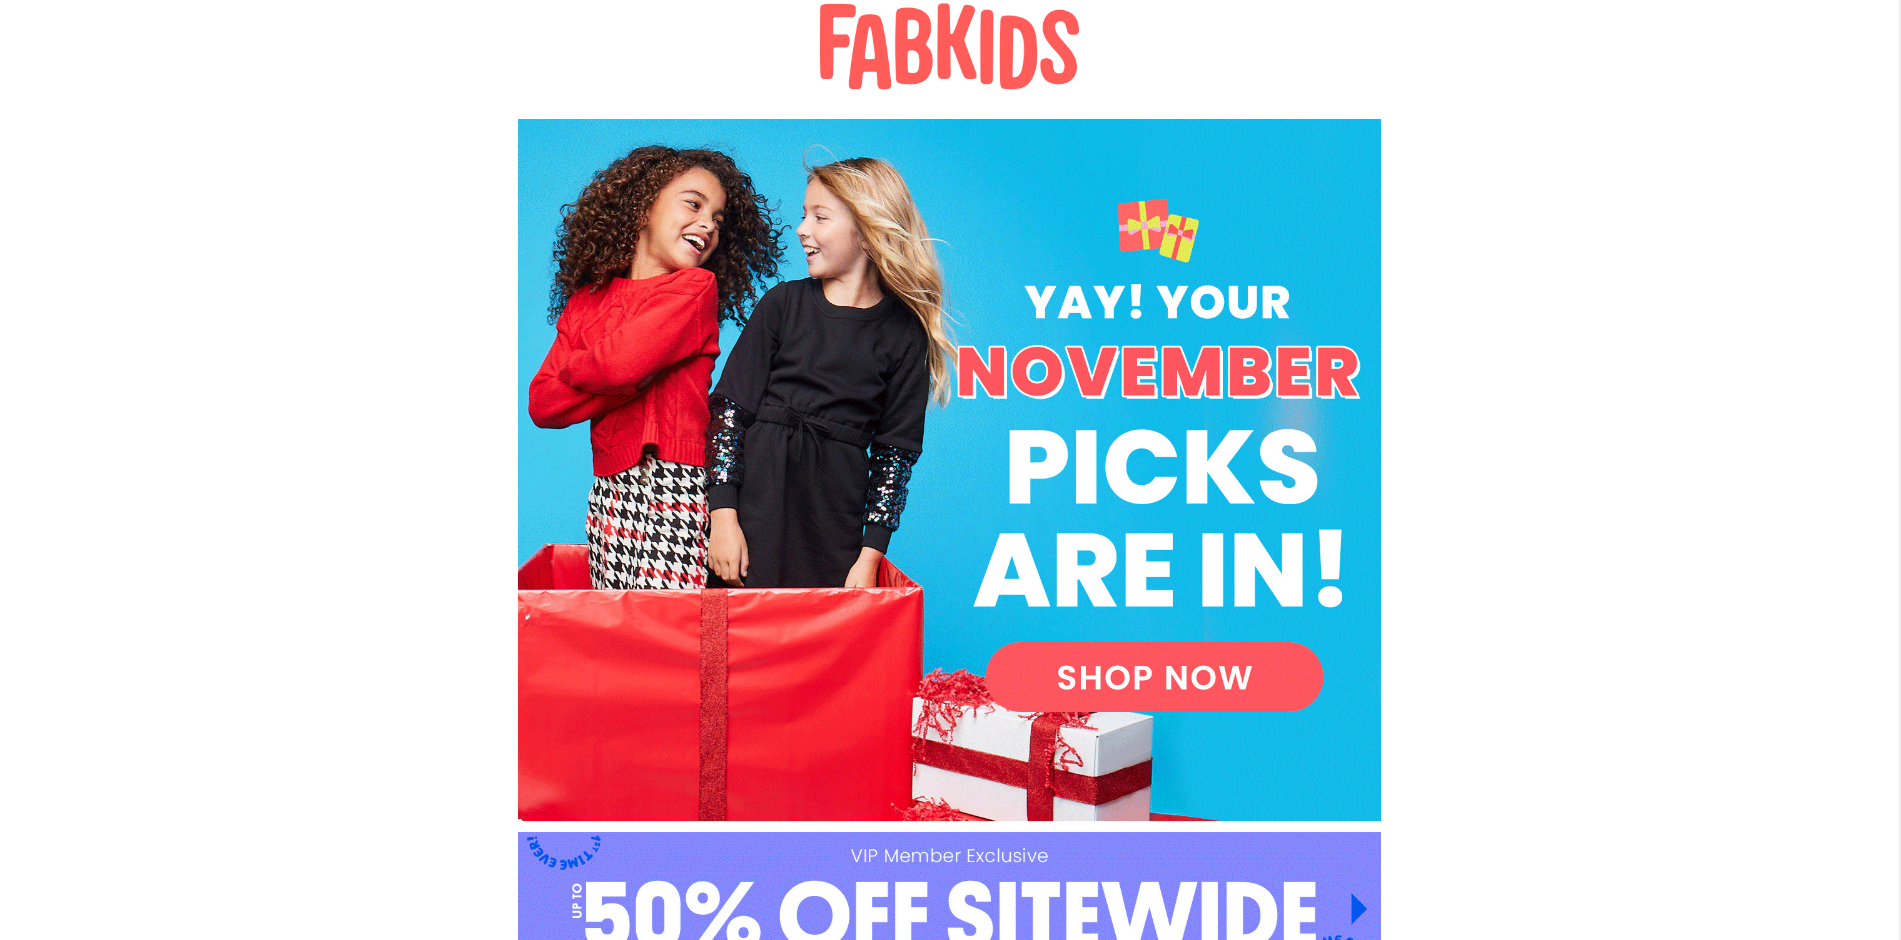 FABKIDS
YAY! YOUR
NOVEMBER
PICKS
ARE IN!
SHOP NOW
1ST TIME EVER!
VIP Member Exclusive
UP TO
50% OFF SITEWIDE